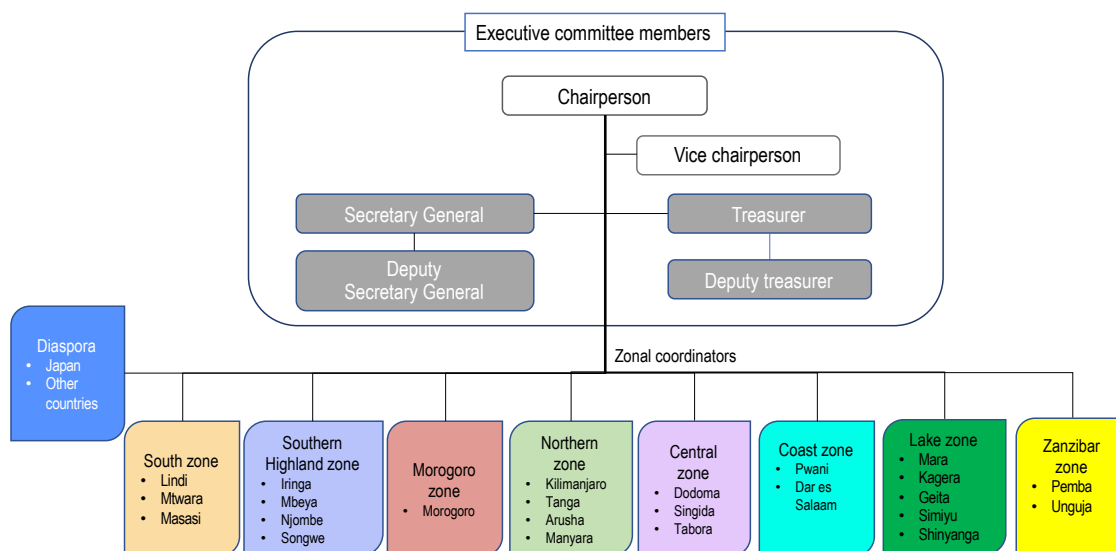 Executive committee members
Chairperson
Vice chairperson
Secretary General
Treasurer
Deputy
Secretary General
Deputy treasurer
Diaspora
• Japan
• Other
countries
Zonal coordinators
South zone
• Lindi
• Mtwara
• Masasi
Southern
Highland zone
• Iringa
• Mbeya
• Njombe
• Songwe
Morogoro
zone
• Morogoro
Northern
zone
• Kilimanjaro
• Tanga
• Arusha
• Manyara
Central
zone
• Dodoma
• Singida
• Tabora
Coast zone
• Pwani
• Dar es
Salaam
Lake zone
• Mara
• Kagera
• Geita
• Simiyu
• Shinyanga
Zanzibar
zone
• Pemba
• Unguja